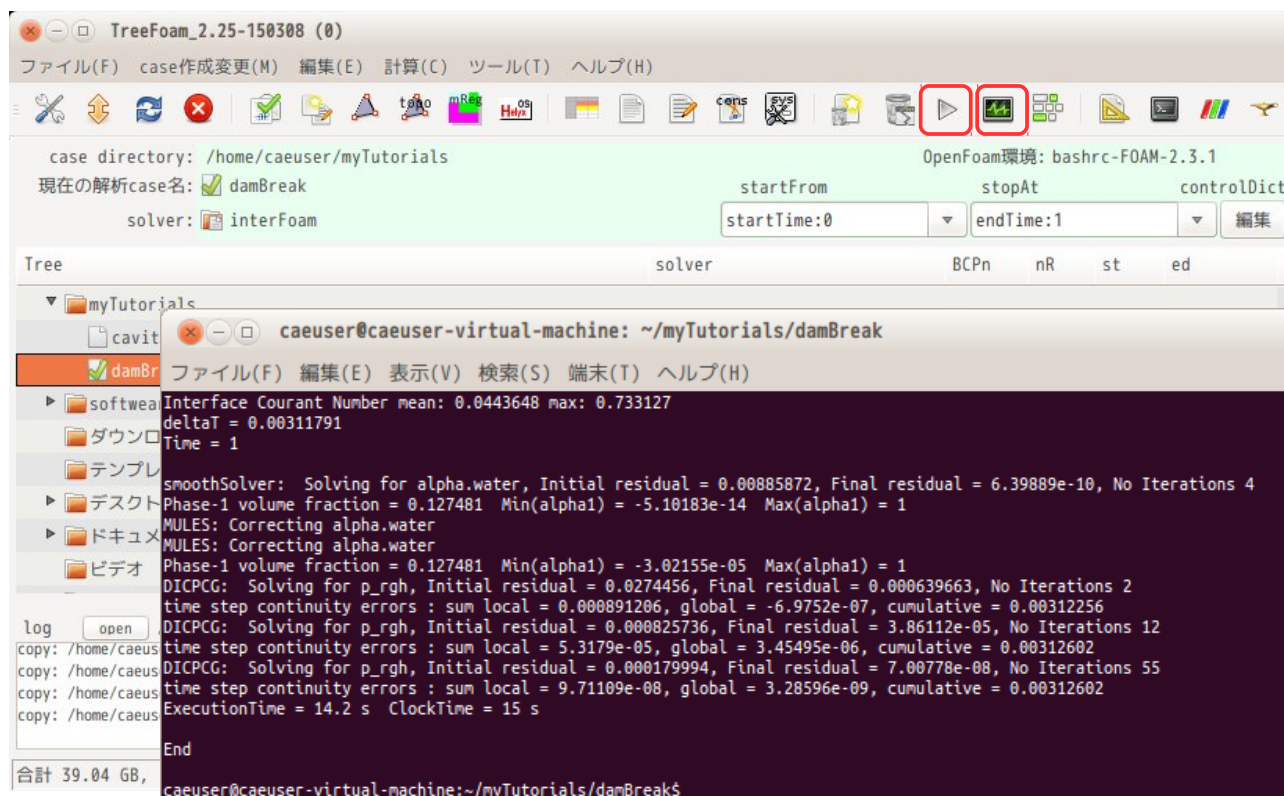 TreeFoam_2.25-150308 (0)
ファイル(F) case作成変更(M) 編集(E) 計算(C) ツール(T) ヘルプ(H)
topo mReg Helyx OS cons sys
case directory: /home/caeuser/myTutorials OpenFoam環境: bashrc-FOAM-2.3.1
現在の解析case名: damBreak startFrom stopAt controlDict
solver: interFoam startTime:0 endTime:1 編集
Tree solver BCPn nR st ed
myTutorials
cavit
damBr
softwea
ダウンロ
テンプレ
デスクト
ドキュメ
ビデオ
log open
copy: /home/caeus
copy: /home/caeus
copy: /home/caeus
copy: /home/caeus
合計 39.04 GB,
caeuser@caeuser-virtual-machine: ~/myTutorials/damBreak
ファイル(F) 編集(E) 表示(V) 検索(S) 端末(T) ヘルプ(H)
Interface Courant Number mean: 0.0443648 max: 0.733127
deltaT = 0.00311791
Time = 1
smoothSolver:  Solving for alpha.water, Initial residual = 0.00885872, Final residual = 6.39889e-10, No Iterations 4
Phase-1 volume fraction = 0.127481  Min(alpha1) = -5.10183e-14  Max(alpha1) = 1
MULES: Correcting alpha.water
MULES: Correcting alpha.water
Phase-1 volume fraction = 0.127481  Min(alpha1) = -3.02155e-05  Max(alpha1) = 1
DICPCG:  Solving for p_rgh, Initial residual = 0.0274456, Final residual = 0.000639663, No Iterations 2
time step continuity errors : sum local = 0.000891206, global = -6.9752e-07, cumulative = 0.00312256
DICPCG:  Solving for p_rgh, Initial residual = 0.000825736, Final residual = 3.86112e-05, No Iterations 12
time step continuity errors : sum local = 5.3179e-05, global = 3.45495e-06, cumulative = 0.00312602
DICPCG:  Solving for p_rgh, Initial residual = 0.000179994, Final residual = 7.00778e-08, No Iterations 55
time step continuity errors : sum local = 9.71109e-08, global = 3.28596e-09, cumulative = 0.00312602
ExecutionTime = 14.2 s  ClockTime = 15 s
End
caeuser@caeuser-virtual-machine:~/myTutorials/damBreak$